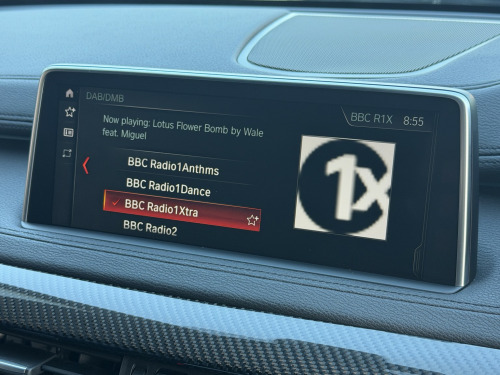 DAB/DMB
BBC R1X 8:55
Now playing: Lotus Flower Bomb by Wale
feat. Miguel
BBC Radio1Anthms
BBC Radio1Dance
BBC Radio1Xtra
BBC Radio2
1x